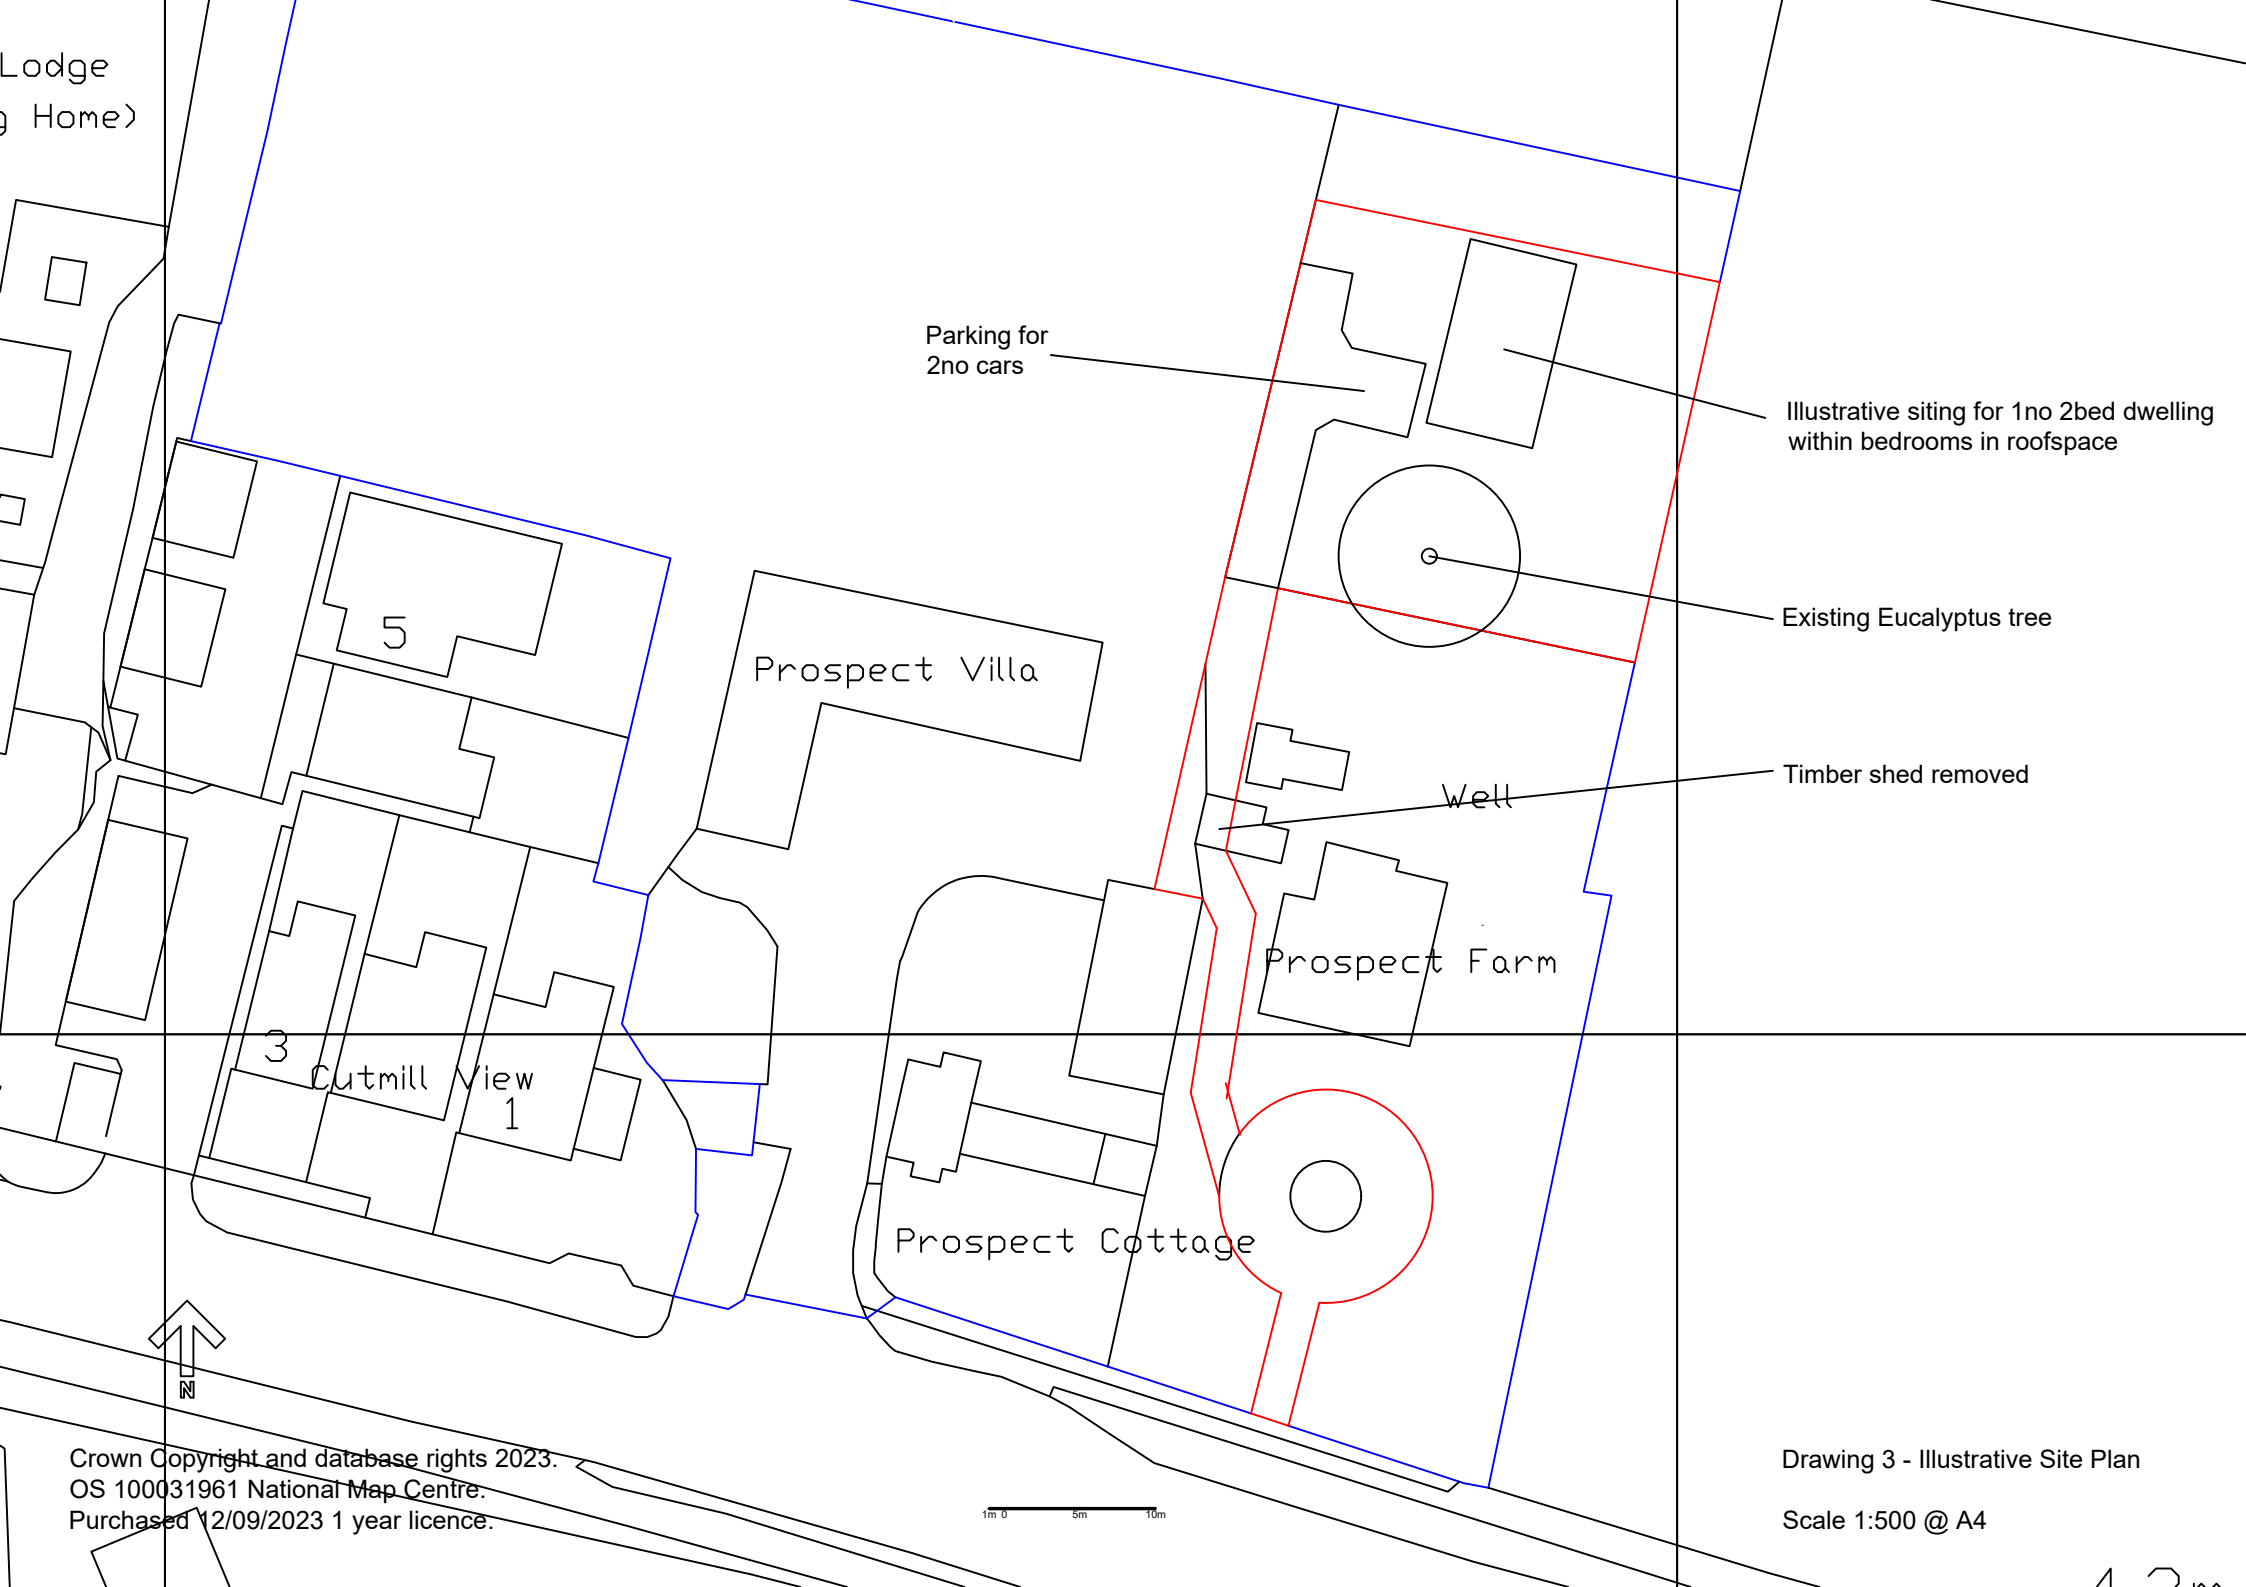 Lodge
g Home)
Parking for
2no cars
Illustrative siting for 1no 2bed dwelling
within bedrooms in roofspace
5
Prospect Villa
Existing Eucalyptus tree
Timber shed removed
Well
Prospect Farm
3
Cutmill View
1
Prospect Cottage
N
Crown Copyright and database rights 2023.
OS 100031961 National Map Centre.
Purchased 12/09/2023 1 year licence.
1m 0 5m 10m
Drawing 3 - Illustrative Site Plan
Scale 1:500 @ A4